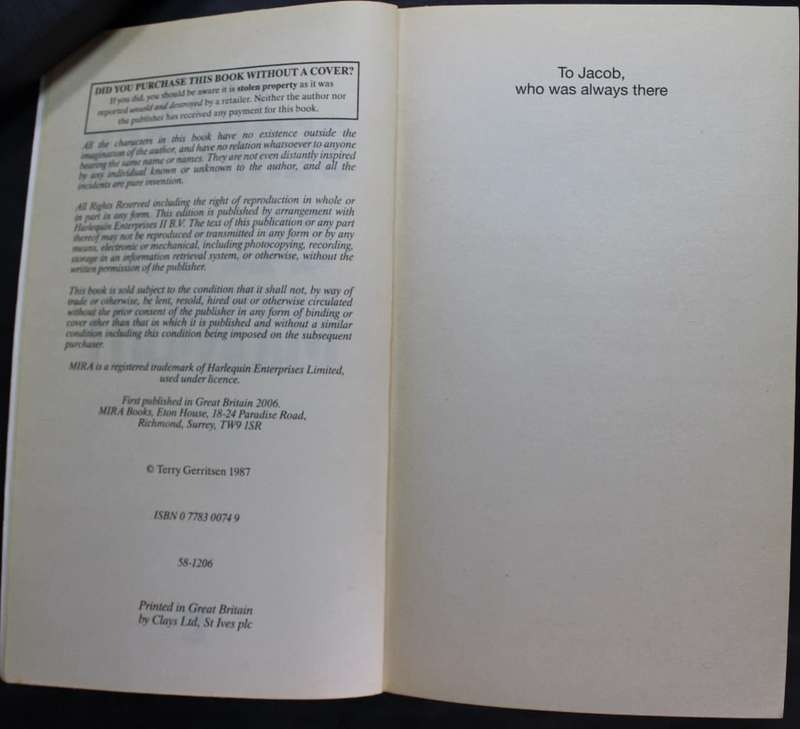 DID YOU PURCHASE THIS BOOK WITHOUT A COVER?
If you did, you should be aware it is stolen property as it was
reported unsold and destroyed by a retailer. Neither the author nor
the publisher has received any payment for this book.
All the characters in this book have no existence outside the
imagination of the author, and have no relation whatsoever to anyone
bearing the same name or names. They are not even distantly inspired
by any individual known or unknown to the author, and all the
incidents are pure invention.
All Rights Reserved including the right of reproduction in whole or
in part in any form. This edition is published by arrangement with
Harlequin Enterprises II B.V. The text of this publication or any part
thereof may not be reproduced or transmitted in any form or by any
means, electronic or mechanical, including photocopying, recording,
storage in an information retrieval system, or otherwise, without the
written permission of the publisher.
This book is sold subject to the condition that it shall not, by way of
trade or otherwise, be lent, resold, hired out or otherwise circulated
without the prior consent of the publisher in any form of binding or
cover other than that in which it is published and without a similar
condition including this condition being imposed on the subsequent
purchaser.
MIRA is a registered trademark of Harlequin Enterprises Limited,
used under licence.
First published in Great Britain 2006.
MIRA Books, Eton House, 18-24 Paradise Road,
Richmond, Surrey, TW9 1SR
© Terry Gerritsen 1987
ISBN 0 7783 0074 9
58-1206
Printed in Great Britain
by Clays Ltd, St Ives plc
To Jacob,
who was always there